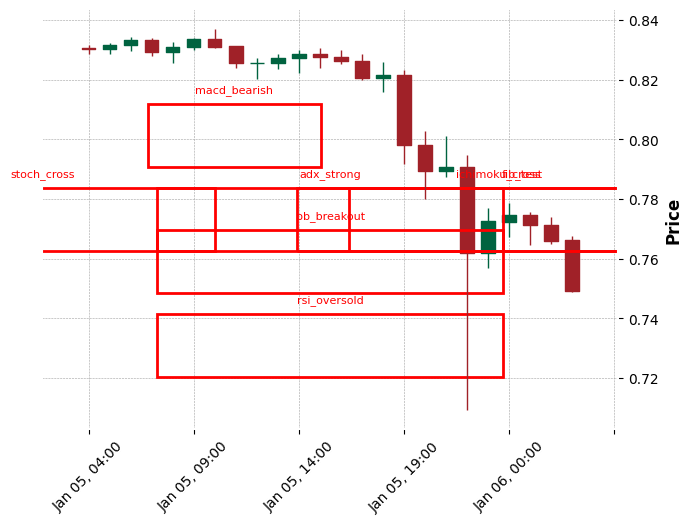 0.84
0.82
macd_bearish
0.80
stoch_cross
adx_strong
0.78
bb_breakout
Price
0.76
rsi_oversold
0.74
0.72
Jan 05, 04:00
Jan 05, 09:00
Jan 05, 14:00
Jan 05, 19:00
Jan 06, 00:00